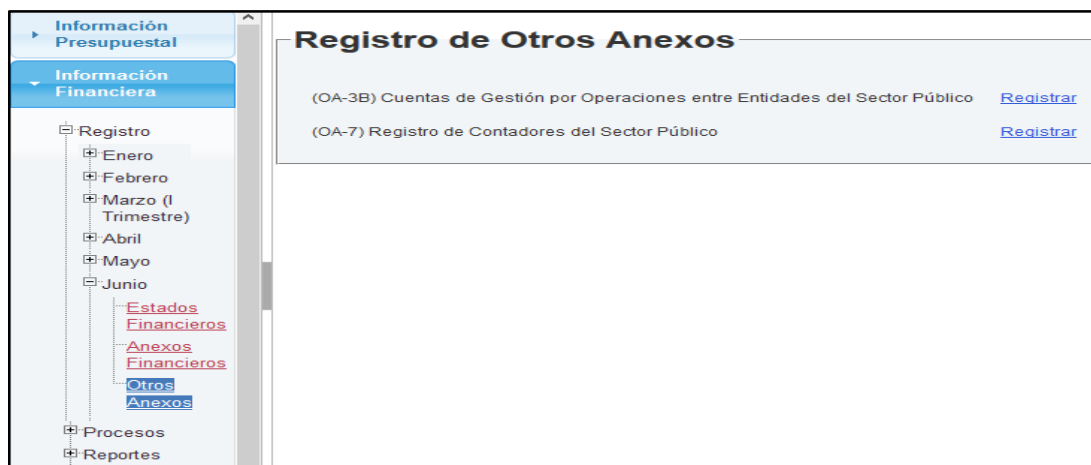 Información
Presupuestal
Información
Financiera
Registro
Enero
Febrero
Marzo (I
Trimestre)
Abril
Mayo
Junio
Estados
Financieros
Anexos
Financieros
Otros
Anexos
Procesos
Reportes
Registro de Otros Anexos
(OA-3B) Cuentas de Gestión por Operaciones entre Entidades del Sector Público Registrar
(OA-7) Registro de Contadores del Sector Público Registrar